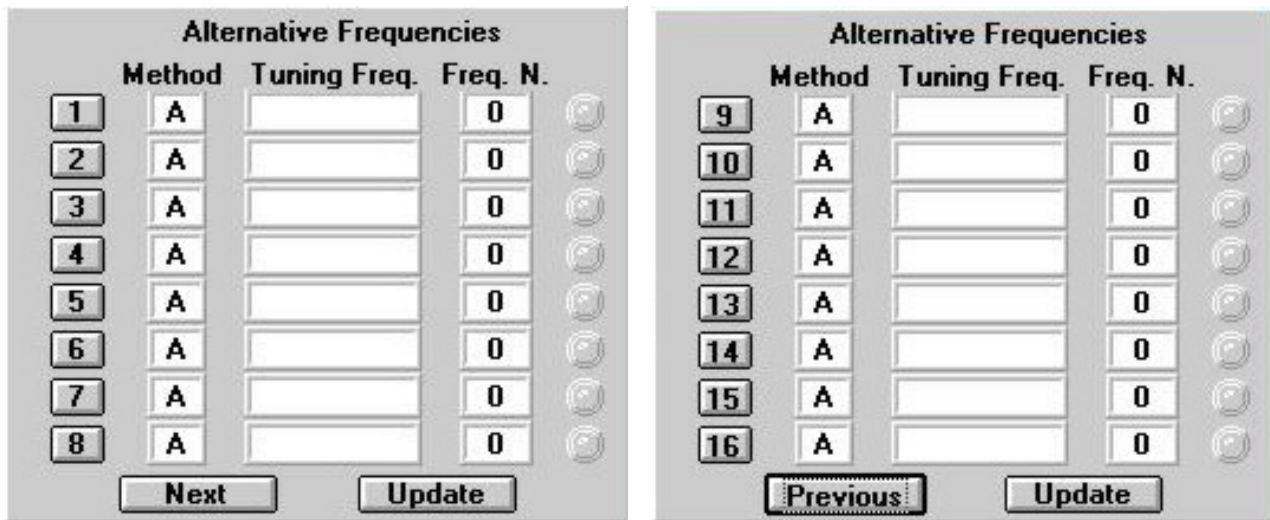 Alternative Frequencies
Method Tuning Freq. Freq. N.
1 A 0
2 A 0
3 A 0
4 A 0
5 A 0
6 A 0
7 A 0
8 A 0
Next Update
Alternative Frequencies
Method Tuning Freq. Freq. N.
9 A 0
10 A 0
11 A 0
12 A 0
13 A 0
14 A 0
15 A 0
16 A 0
Previous Update